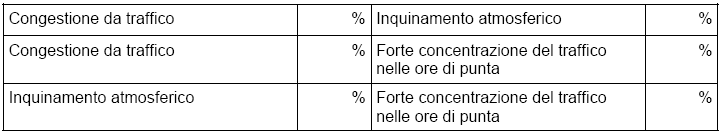 Congestione da traffico % Inquinamento atmosferico %
Congestione da traffico % Forte concentrazione del traffico %
nelle ore di punta
Inquinamento atmosferico % Forte concentrazione del traffico %
nelle ore di punta